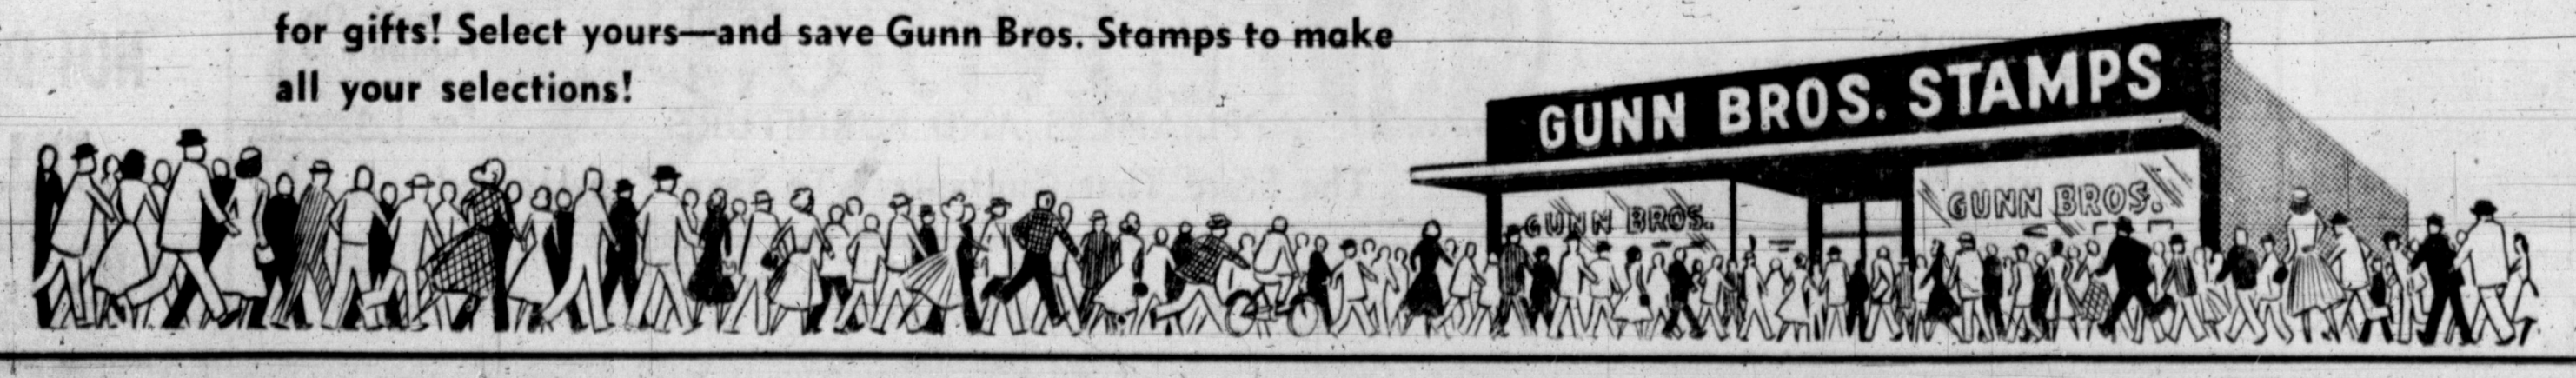 for gifts! Select yours—and save Gunn Bros. Stamps to make
all your selections!
GUNN BROS. STAMPS
GUNN BROS.
GUNN BROS.